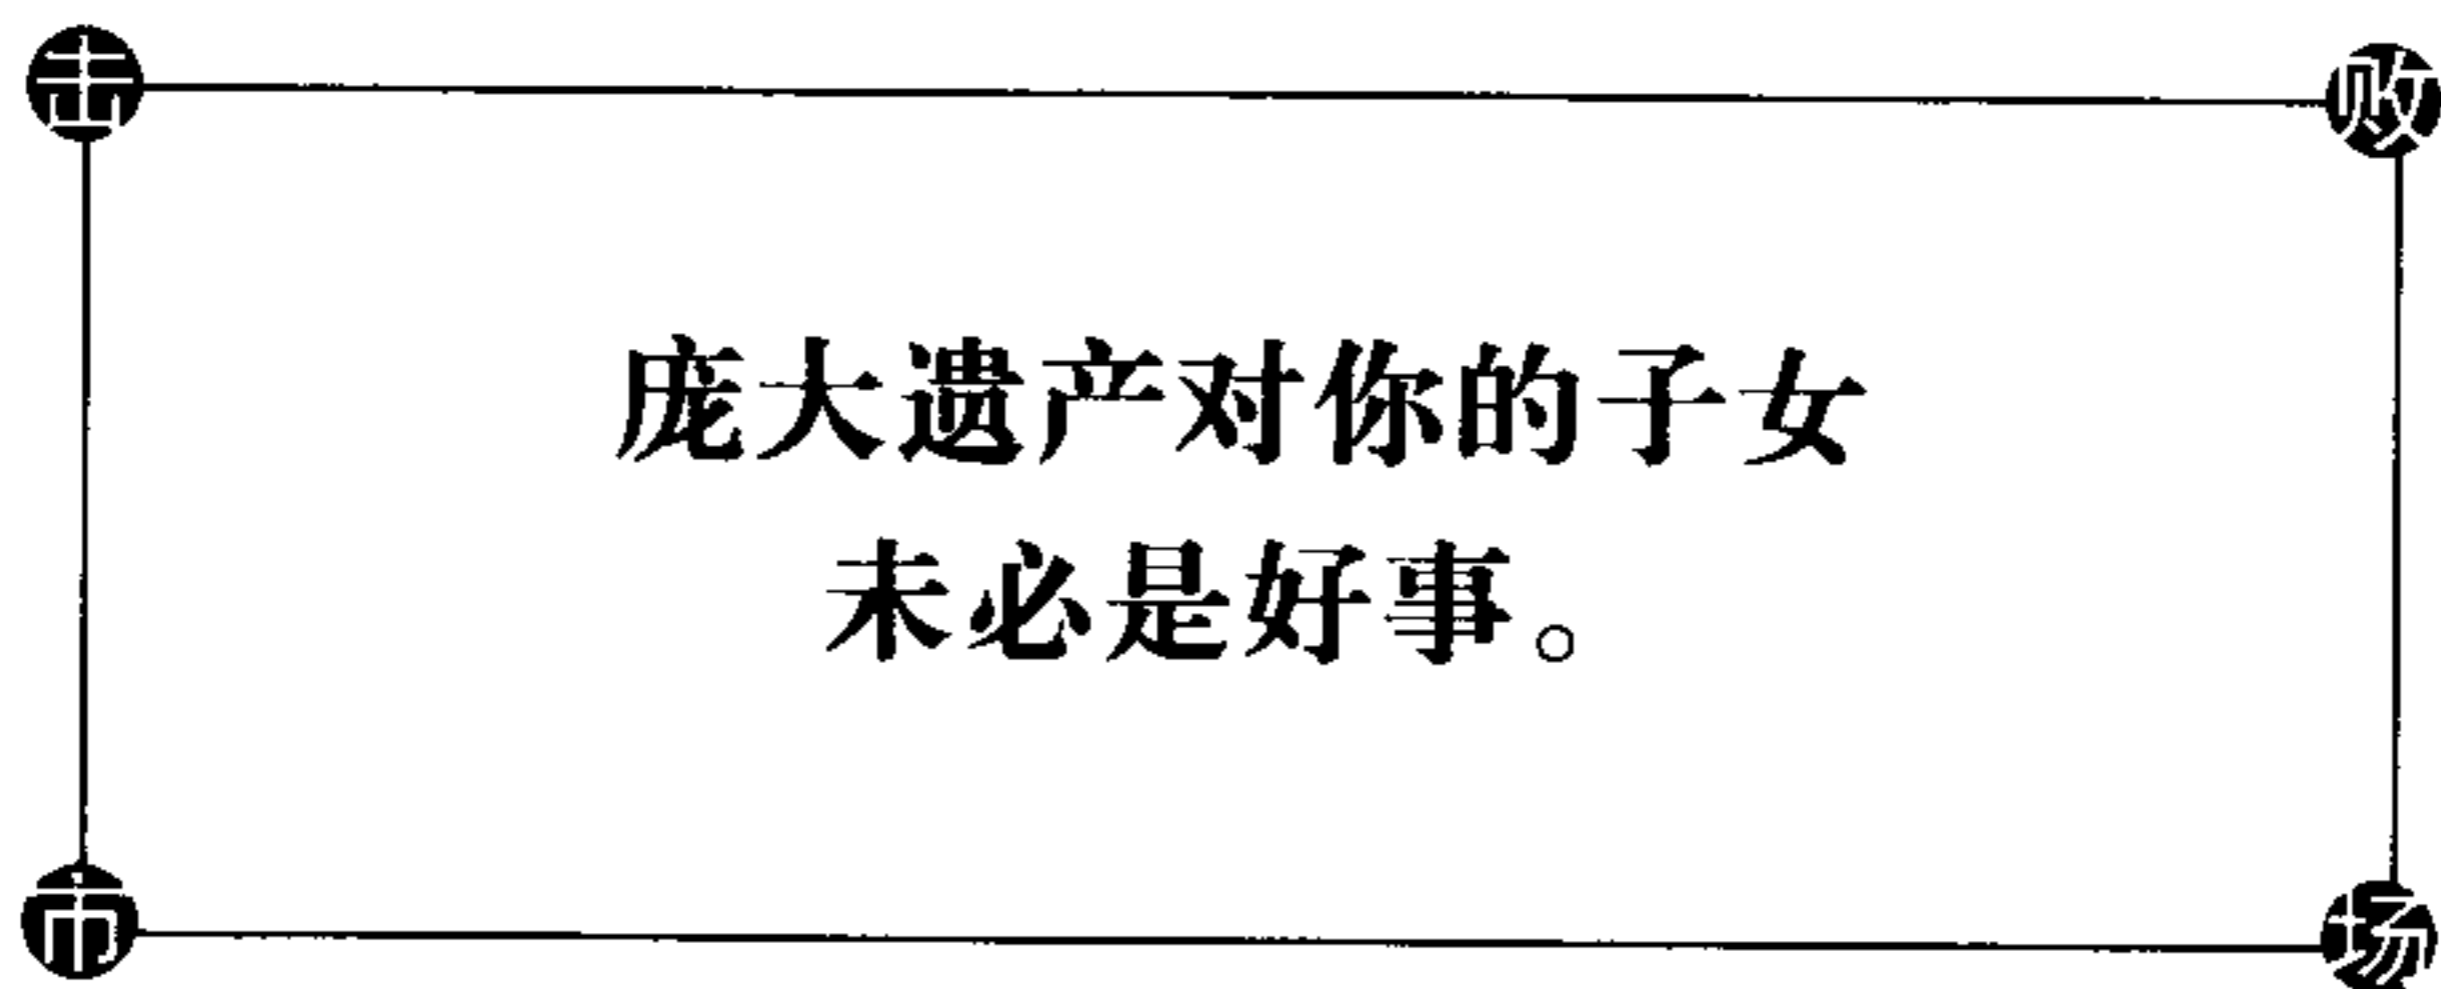 击 败
庞大遗产对你的子女
未必是好事。
市 场